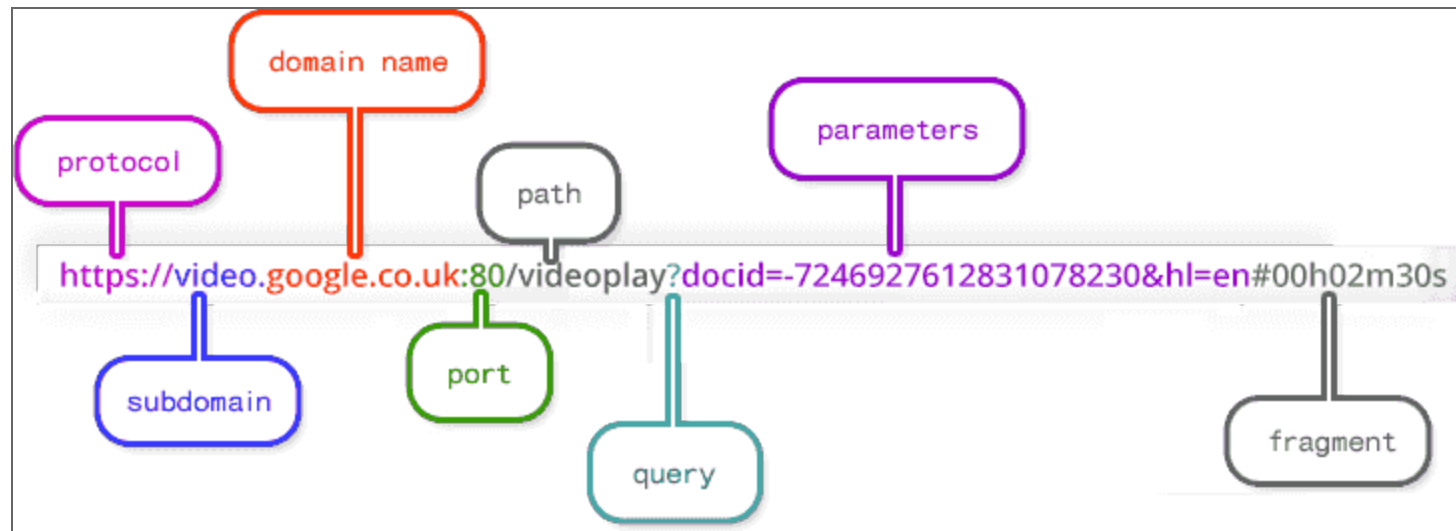 domain name
parameters
protocol
path
https://video.google.co.uk:80/videoplay?docid=-7246927612831078230&hl=en#00h02m30s
subdomain
port
query
fragment